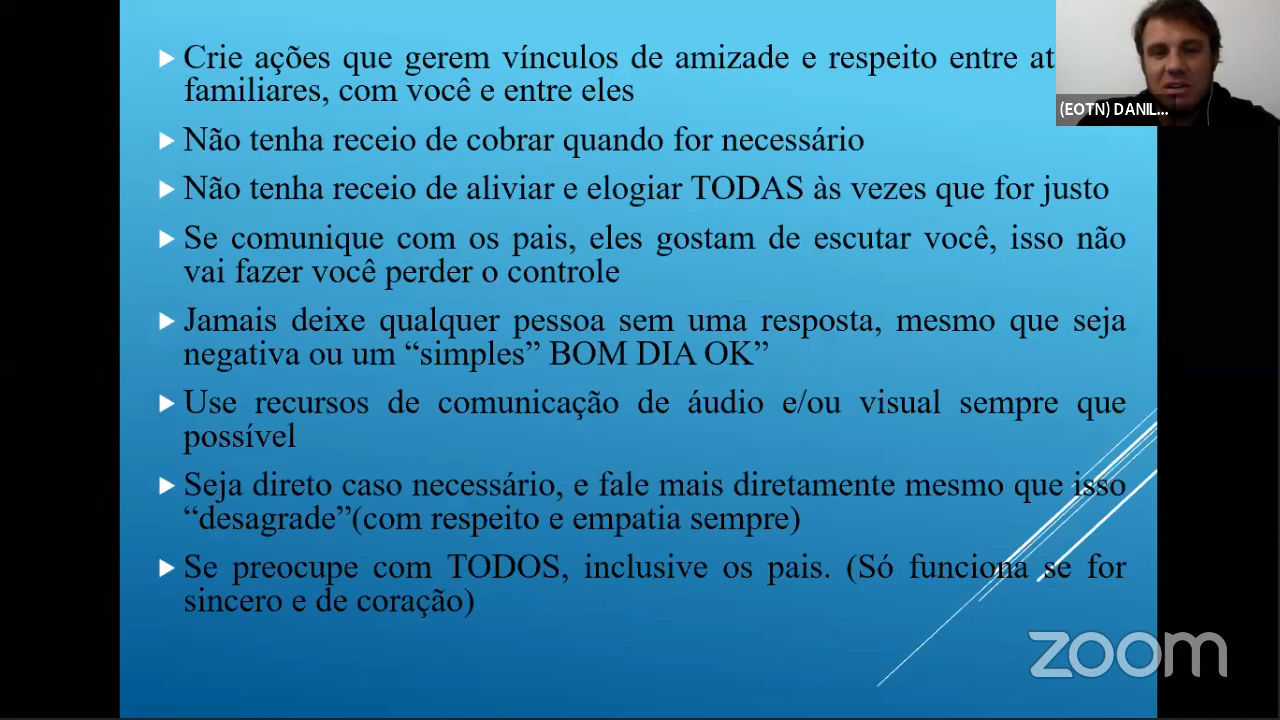 Crie ações que gerem vínculos de amizade e respeito entre
familiares, com você e entre eles
Não tenha receio de cobrar quando for necessário
Não tenha receio de aliviar e elogiar TODAS às vezes que for justo
Se comunique com os pais, eles gostam de escutar você, isso não
vai fazer você perder o controle
Jamais deixe qualquer pessoa sem uma resposta, mesmo que seja
negativa ou um “simples” BOM DIA OK”
Use recursos de comunicação de áudio e/ou visual sempre que
possível
Seja direto caso necessário, e fale mais diretamente mesmo que isso
“desagrade”(com respeito e empatia sempre)
Se preocupe com TODOS, inclusive os pais. (Só funciona se for
sincero e de coração)
(EOTN) DANIL...
zoom